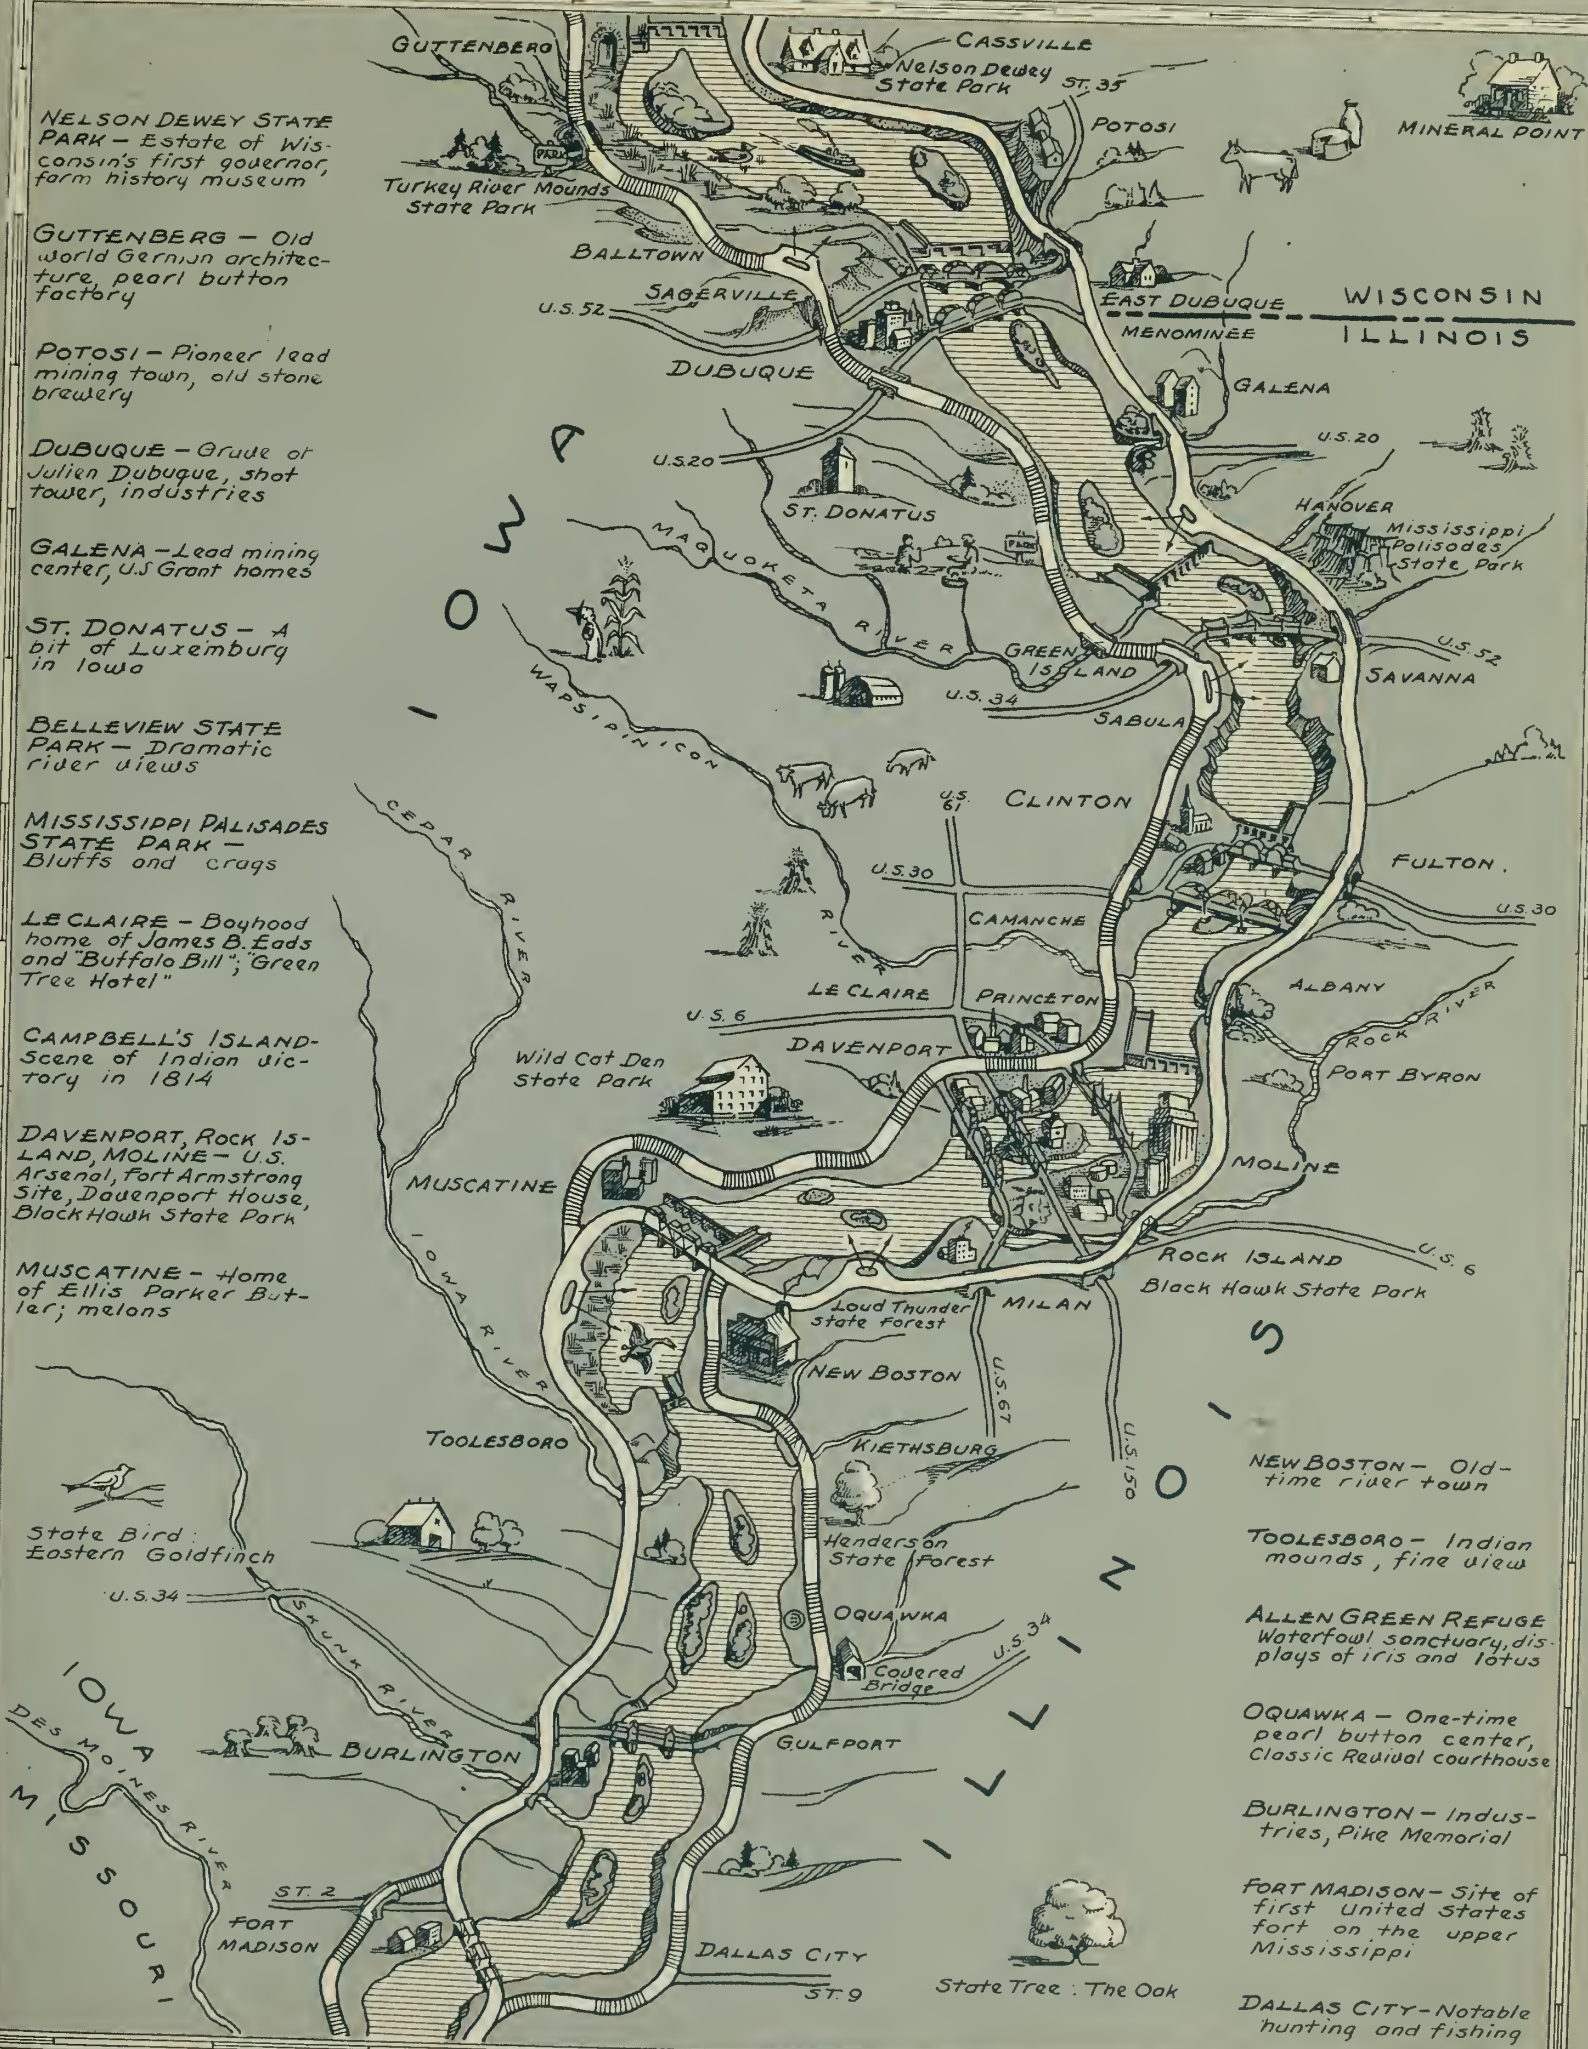 NELSON DEWEY STATE
PARK – Estate of Wis-
consin's first governor,
farm history museum
GUTTENBERG – Old
world German architec-
ture, pearl button
factory
POTOSI – Pioneer lead
mining town, old stone
brewery
DUBUQUE – Grave of
Julien Dubuque, shot
tower, industries
GALENA – Lead mining
center, U.S Grant homes
ST. DONATUS – A
bit of Luxemburg
in Iowa
BELLEVIEW STATE
PARK – Dramatic
river views
MISSISSIPPI PALISADES
STATE PARK –
Bluffs and crags
LE CLAIRE – Boyhood
home of James B. Eads
and "Buffalo Bill"; "Green
Tree Hotel"
CAMPBELL'S ISLAND-
Scene of Indian vic-
tory in 1814
DAVENPORT, ROCK IS-
LAND, MOLINE – U.S.
Arsenal, Fort Armstrong
Site, Davenport House,
Black Hawk State Park
MUSCATINE – Home
of Ellis Parker But-
ler; melons
GUTTENBERG
CASSVILLE
Nelson Dewey
State Park
ST. 35
POTOSI
MINERAL POINT
PARK
Turkey River Mounds
State Park
BALLTOWN
SAGERVILLE
U.S. 52
EAST DUBUQUE
WISCONSIN
MENOMINEE
ILLINOIS
DUBUQUE
GALENA
U.S. 20
U.S. 20
ST. DONATUS
HANOVER
Mississippi
Palisades
State Park
PARK
MAQUOKETA RIVER
IOWA
GREEN
ISLAND
U.S. 52
SAVANNA
U.S. 34
SABULA
WAPSIPINICON RIVER
U.S. 61
CLINTON
CEDAR RIVER
U.S. 30
FULTON
CAMANCHE
U.S. 30
LE CLAIRE
PRINCETON
ALBANY
ROCK RIVER
U.S. 6
DAVENPORT
PORT BYRON
Wild Cat Den
State Park
MUSCATINE
MOLINE
IOWA RIVER
ROCK ISLAND
U.S. 6
Black Hawk State Park
Loud Thunder
State Forest
MILAN
NEW BOSTON
U.S. 67
U.S. 150
TOOLESBORO
KIETHSBURG
ILLINOIS
State Bird :
Eastern Goldfinch
Henderson
State Forest
U.S. 34
SKUNK RIVER
OQUAWKA
U.S. 34
Covered
Bridge
IOWA
DES MOINES RIVER
MISSOURI
BURLINGTON
GULFPORT
ST. 2
FORT
MADISON
DALLAS CITY
ST. 9
State Tree : The Oak
NEW BOSTON – Old-
time river town
TOOLESBORO – Indian
mounds, fine view
ALLEN GREEN REFUGE
Waterfowl sanctuary, dis-
plays of iris and lotus
OQUAWKA – One-time
pearl button center,
Classic Revival courthouse
BURLINGTON – Indus-
tries, Pike Memorial
FORT MADISON – Site of
first United States
fort on the upper
Mississippi
DALLAS CITY – Notable
hunting and fishing